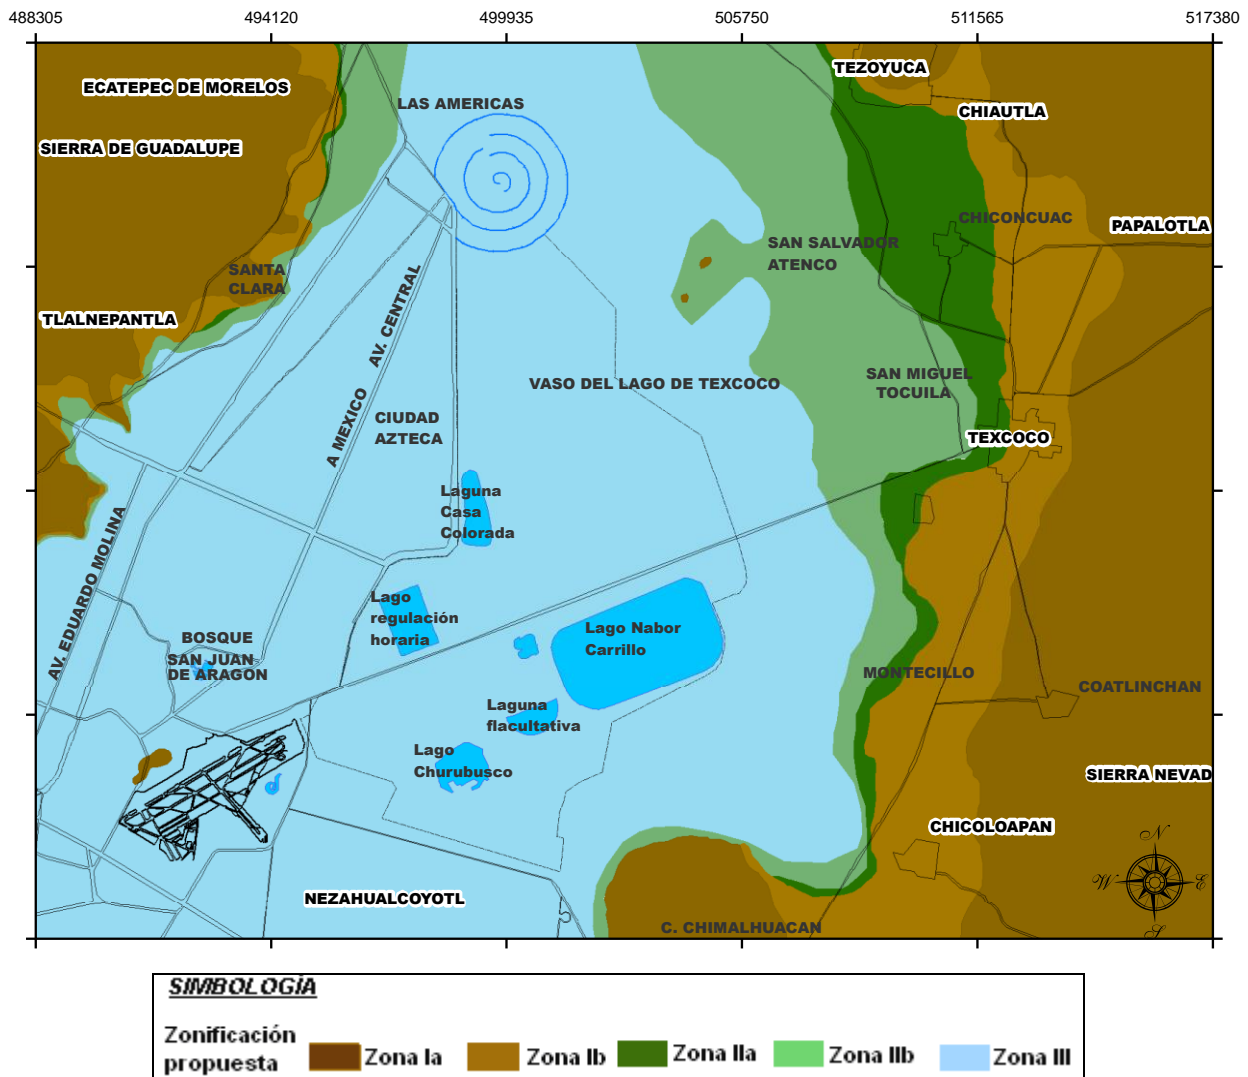 488305 494120 499935 505750 511565 517380
TEZOYUCA
ECATEPEC DE MORELOS
LAS AMERICAS
CHIAUTLA
SIERRA DE GUADALUPE
CHICONCUAC
PAPALOTLA
SAN SALVADOR
ATENCO
SANTA
CLARA
AV. CENTRAL
TLALNEPANTLA
SAN MIGUEL
TOCUILA
VASO DEL LAGO DE TEXCOCO
A MEXICO
CIUDAD
AZTECA
TEXCOCO
Laguna
Casa
Colorada
AV. EDUARDO MOLINA
Lago
regulación
horaria
Lago Nabor
Carrillo
BOSQUE
SAN JUAN
DE ARAGON
MONTECILLO
COATLINCHAN
Laguna
flacultativa
Lago
Churubusco
SIERRA NEVAD
CHICOLOAPAN
N
W
E
S
NEZAHUALCOYOTL
C. CHIMALHUACAN
SIMBOLOGÍA
Zonificación
propuesta
Zona Ia
Zona Ib
Zona IIa
Zona IIb
Zona III